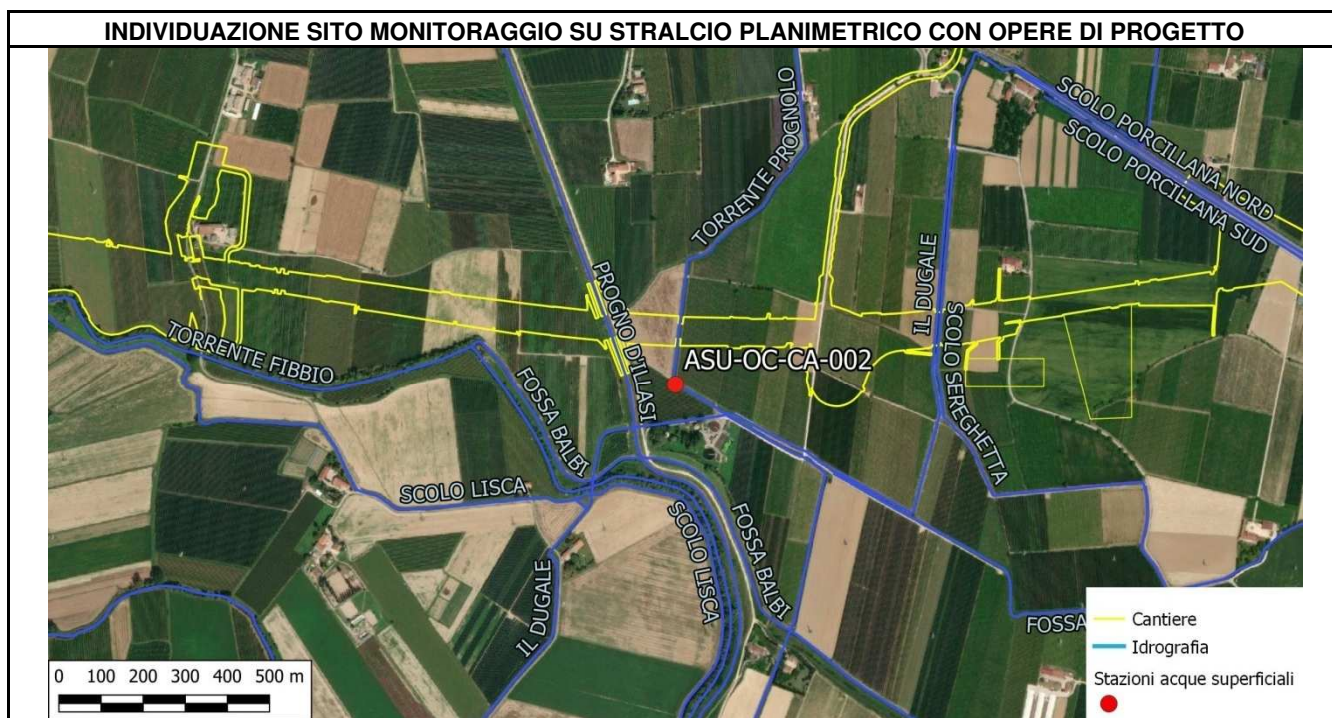 INDIVIDUAZIONE SITO MONITORAGGIO SU STRALCIO PLANIMETRICO CON OPERE DI PROGETTO
SCOLO PORCILLANA NORD
SCOLO PORCILLANA SUD
TORRENTE PROGNOLO
IL DUGALE
PROGNO D'ILLASI
SCOLO SEREGHETTA
TORRENTE FIBBIO
ASU-OC-CA-002
FOSSA BALBI
SCOLO LISCA
FOSSA BALBI
SCOLO LISCA
IL DUGALE
FOSSA
Cantiere
Idrografia
Stazioni acque superficiali
0 100 200 300 400 500 m